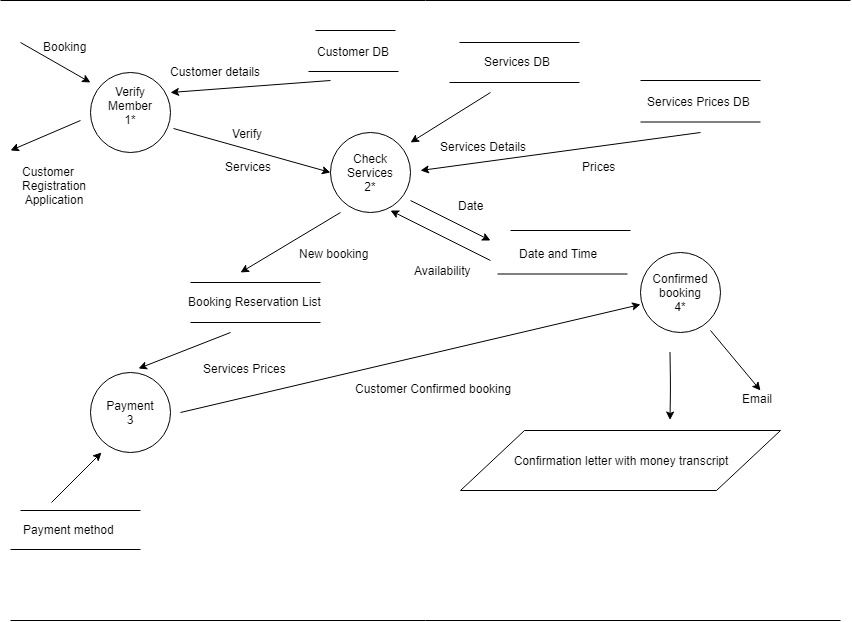 Booking
Customer DB
Services DB
Customer details
Verify
Member
1*
Services Prices DB
Verify
Services Details
Check
Services
2*
Services
Prices
Customer
Registration
Application
Date
New booking
Date and Time
Availability
Confirmed
booking
4*
Booking Reservation List
Services Prices
Customer Confirmed booking
Email
Payment
3
Confirmation letter with money transcript
Payment method